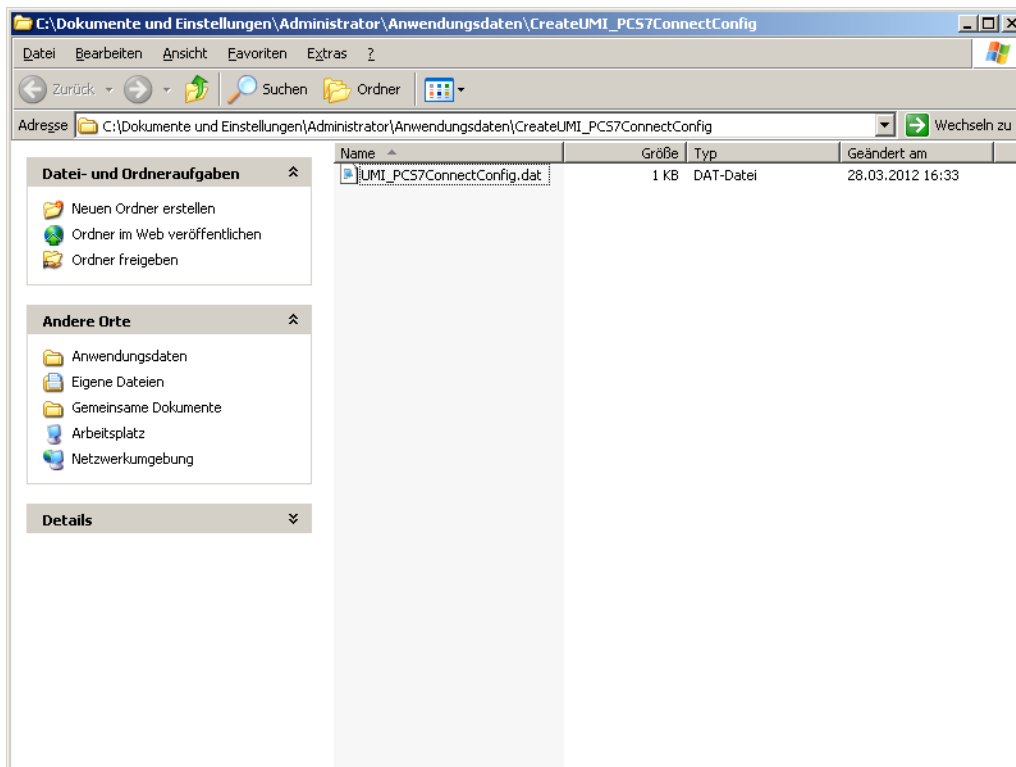 C:\Dokumente und Einstellungen\Administrator\Anwendungsdaten\CreateUMI_PCS7ConnectConfig
Datei Bearbeiten Ansicht Favoriten Extras ?
Zurück Suchen Ordner
Adresse C:\Dokumente und Einstellungen\Administrator\Anwendungsdaten\CreateUMI_PCS7ConnectConfig Wechseln zu
Name Größe Typ Geändert am
UMI_PCS7ConnectConfig.dat 1 KB DAT-Datei 28.03.2012 16:33
Datei- und Ordneraufgaben
Neuen Ordner erstellen
Ordner im Web veröffentlichen
Ordner freigeben
Andere Orte
Anwendungsdaten
Eigene Dateien
Gemeinsame Dokumente
Arbeitsplatz
Netzwerkumgebung
Details